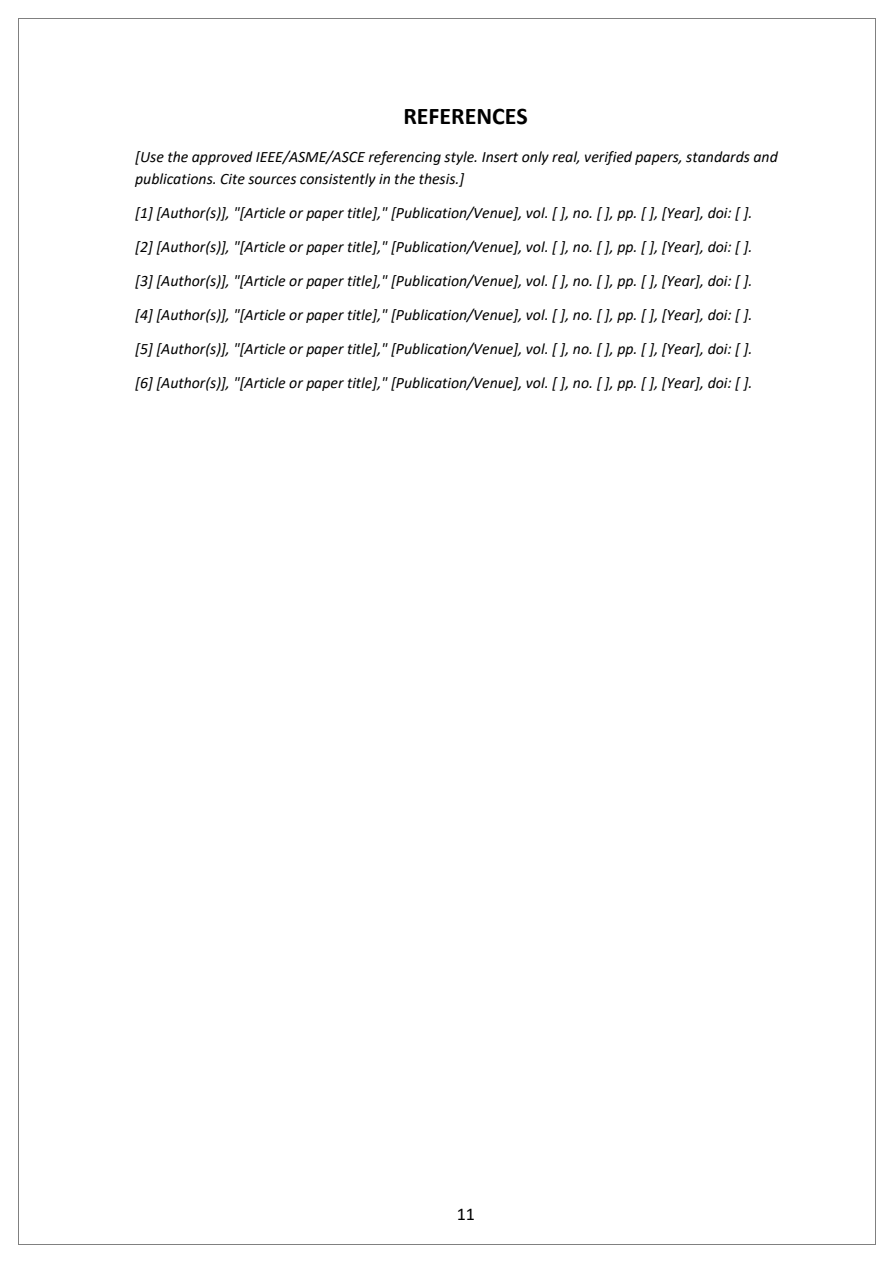 REFERENCES
[Use the approved IEEE/ASME/ASCE referencing style. Insert only real, verified papers, standards and
publications. Cite sources consistently in the thesis.]
[1] [Author(s)], "[Article or paper title]," [Publication/Venue], vol. [ ], no. [ ], pp. [ ], [Year], doi: [ ].
[2] [Author(s)], "[Article or paper title]," [Publication/Venue], vol. [ ], no. [ ], pp. [ ], [Year], doi: [ ].
[3] [Author(s)], "[Article or paper title]," [Publication/Venue], vol. [ ], no. [ ], pp. [ ], [Year], doi: [ ].
[4] [Author(s)], "[Article or paper title]," [Publication/Venue], vol. [ ], no. [ ], pp. [ ], [Year], doi: [ ].
[5] [Author(s)], "[Article or paper title]," [Publication/Venue], vol. [ ], no. [ ], pp. [ ], [Year], doi: [ ].
[6] [Author(s)], "[Article or paper title]," [Publication/Venue], vol. [ ], no. [ ], pp. [ ], [Year], doi: [ ].
11